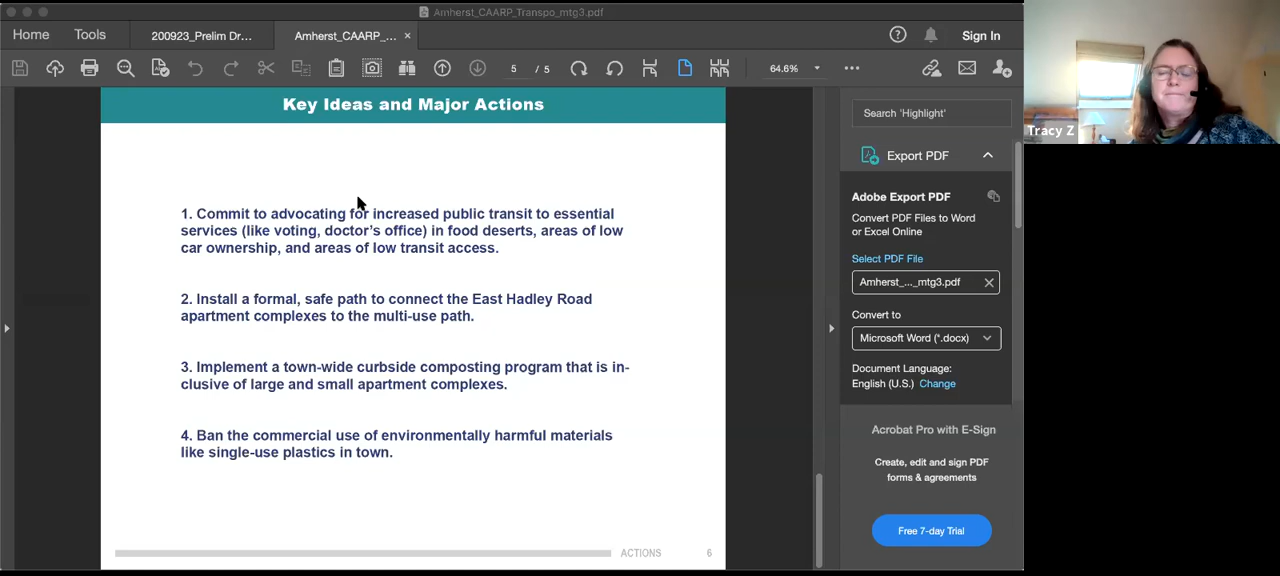 Amherst_CAARP_Transpo_mtg3.pdf
Home Tools 200923_Prelim Dr... Amherst_CAARP_... × Sign In
5 / 5 64.6%
Key Ideas and Major Actions
1. Commit to advocating for increased public transit to essential
services (like voting, doctor's office) in food deserts, areas of low
car ownership, and areas of low transit access.
2. Install a formal, safe path to connect the East Hadley Road
apartment complexes to the multi-use path.
3. Implement a town-wide curbside composting program that is in-
clusive of large and small apartment complexes.
4. Ban the commercial use of environmentally harmful materials
like single-use plastics in town.
ACTIONS 6
Search 'Highlight'
Export PDF
Adobe Export PDF
Convert PDF Files to Word
or Excel Online
Select PDF File
Amherst_..._mtg3.pdf
Convert to
Microsoft Word (*.docx)
Document Language:
English (U.S.) Change
Acrobat Pro with E-Sign
Create, edit and sign PDF
forms & agreements
Free 7-day Trial
Tracy Z